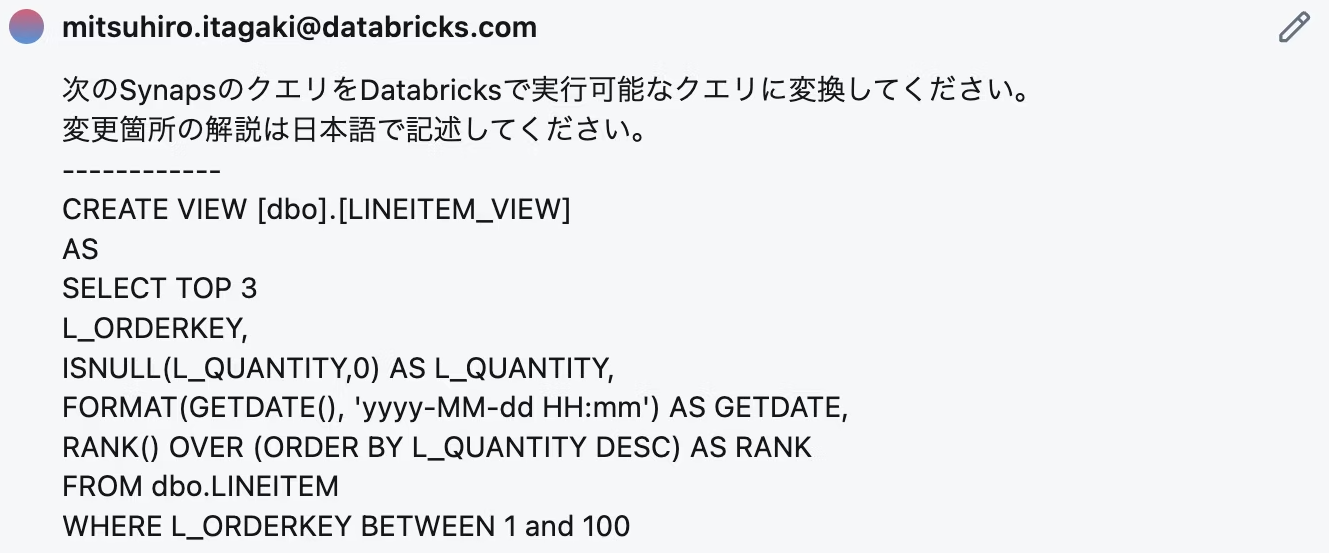 mitsuhiro.itagaki@databricks.com
次のSynapsのクエリをDatabricksで実行可能なクエリに変換してください。
変更箇所の解説は日本語で記述してください。
------------
CREATE VIEW [dbo].[LINEITEM_VIEW]
AS
SELECT TOP 3
L_ORDERKEY,
ISNULL(L_QUANTITY,0) AS L_QUANTITY,
FORMAT(GETDATE(), 'yyyy-MM-dd HH:mm') AS GETDATE,
RANK() OVER (ORDER BY L_QUANTITY DESC) AS RANK
FROM dbo.LINEITEM
WHERE L_ORDERKEY BETWEEN 1 and 100